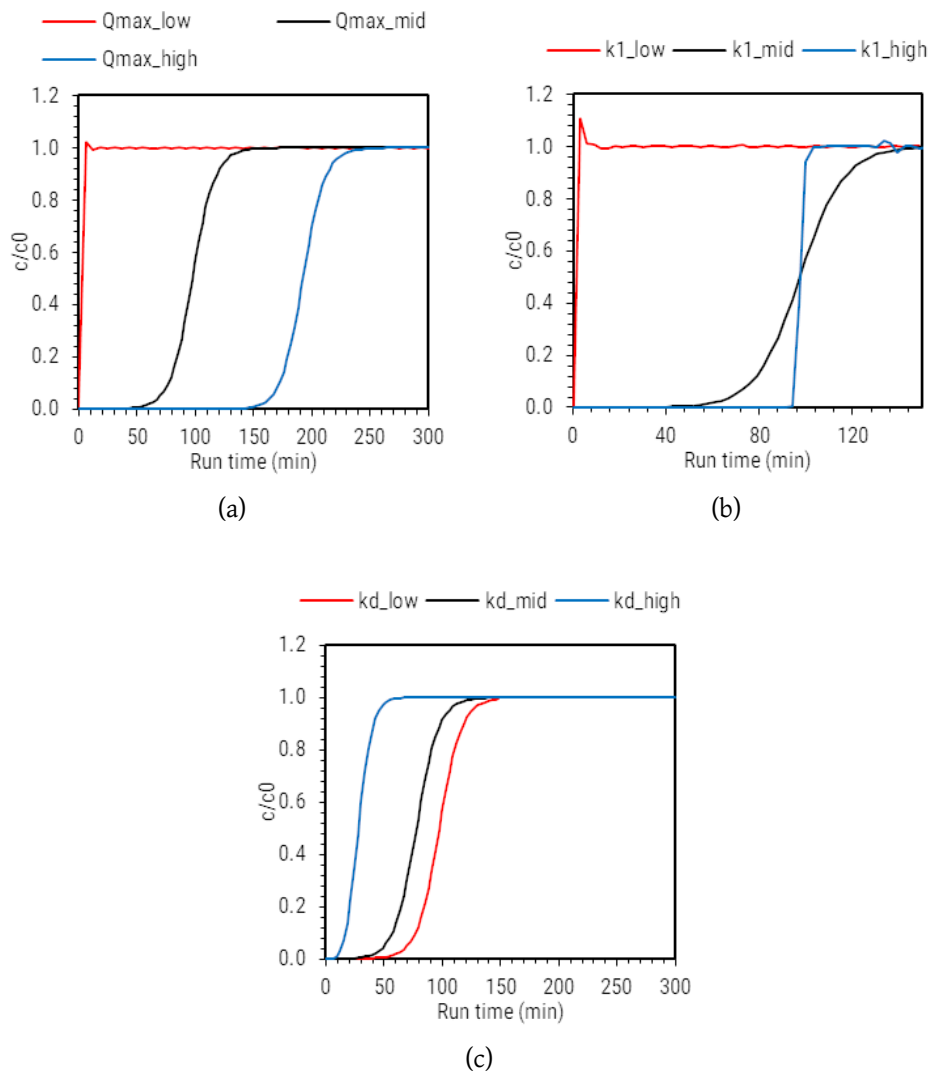 Qmax_low Qmax_mid
Qmax_high
1.2
1.0
0.8
0.6
0.4
0.2
0.0
c/c0
0 50 100 150 200 250 300
Run time (min)
(a)
k1_low k1_mid k1_high
1.2
1.0
0.8
0.6
0.4
0.2
0.0
c/c0
0 40 80 120
Run time (min)
(b)
kd_low kd_mid kd_high
1.2
1.0
0.8
0.6
0.4
0.2
0.0
c/c0
0 50 100 150 200 250 300
Run time (min)
(c)